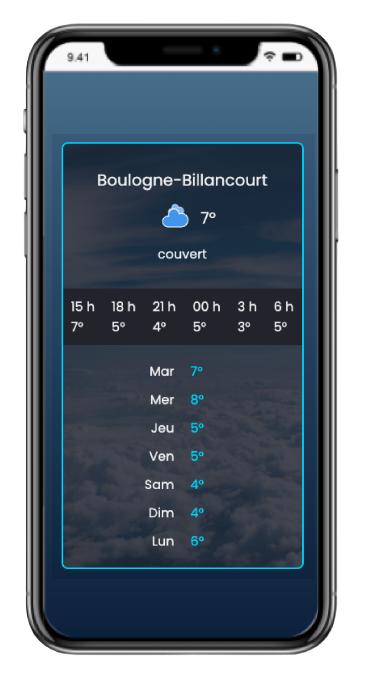 9.41
Boulogne-Billancourt
7°
couvert
15 h 18 h 21 h 00 h 3 h 6 h
7° 5° 4° 5° 3° 5°
Mar 7°
Mer 8°
Jeu 5°
Ven 5°
Sam 4°
Dim 4°
Lun 6°